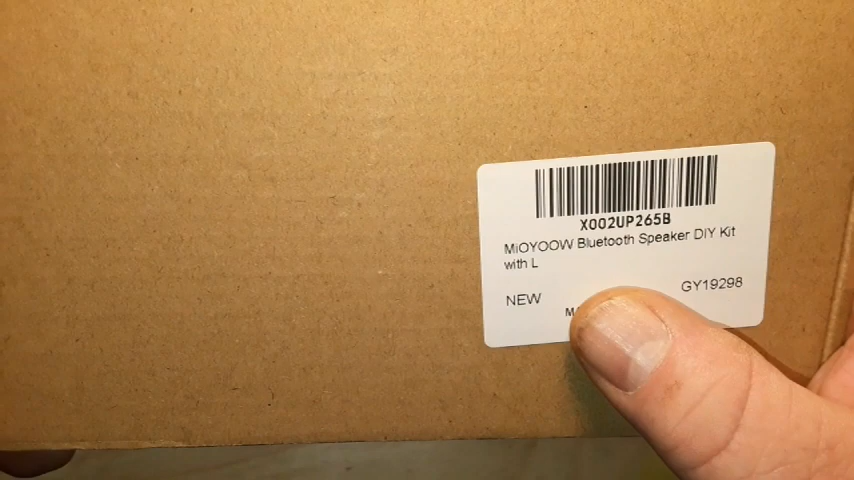 X002UP265B
MiOYOOW Bluetooth Speaker DIY Kit
with L
NEW
GY19298